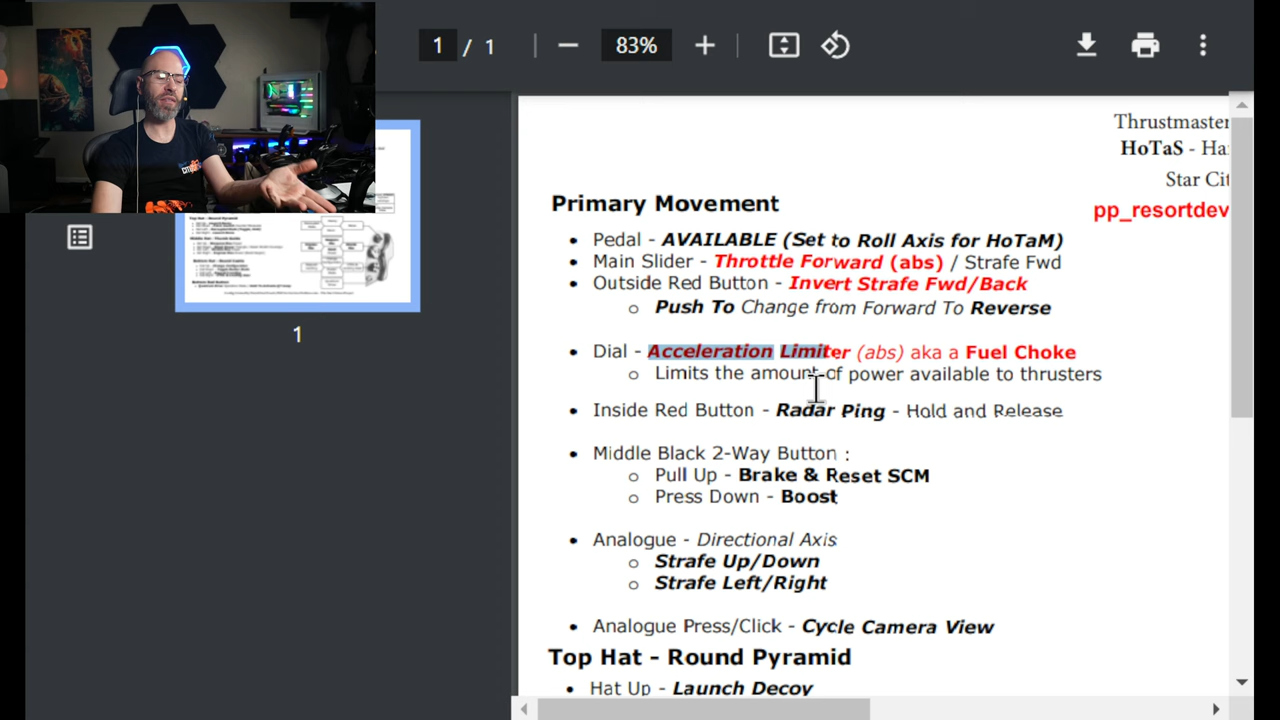 1 / 1
83%
Thrustmaster
HoTaS - Ha
Star Cit
pp_resortdev
Primary Movement
• Pedal - AVAILABLE (Set to Roll Axis for HoTaM)
• Main Slider - Throttle Forward (abs) / Strafe Fwd
• Outside Red Button - Invert Strafe Fwd/Back
o Push To Change from Forward To Reverse
• Dial - Acceleration Limiter (abs) aka a Fuel Choke
o Limits the amount of power available to thrusters
• Inside Red Button - Radar Ping - Hold and Release
• Middle Black 2-Way Button :
o Pull Up - Brake & Reset SCM
o Press Down - Boost
• Analogue - Directional Axis
o Strafe Up/Down
o Strafe Left/Right
• Analogue Press/Click - Cycle Camera View
Top Hat - Round Pyramid
• Hat Up - Launch Decoy
1